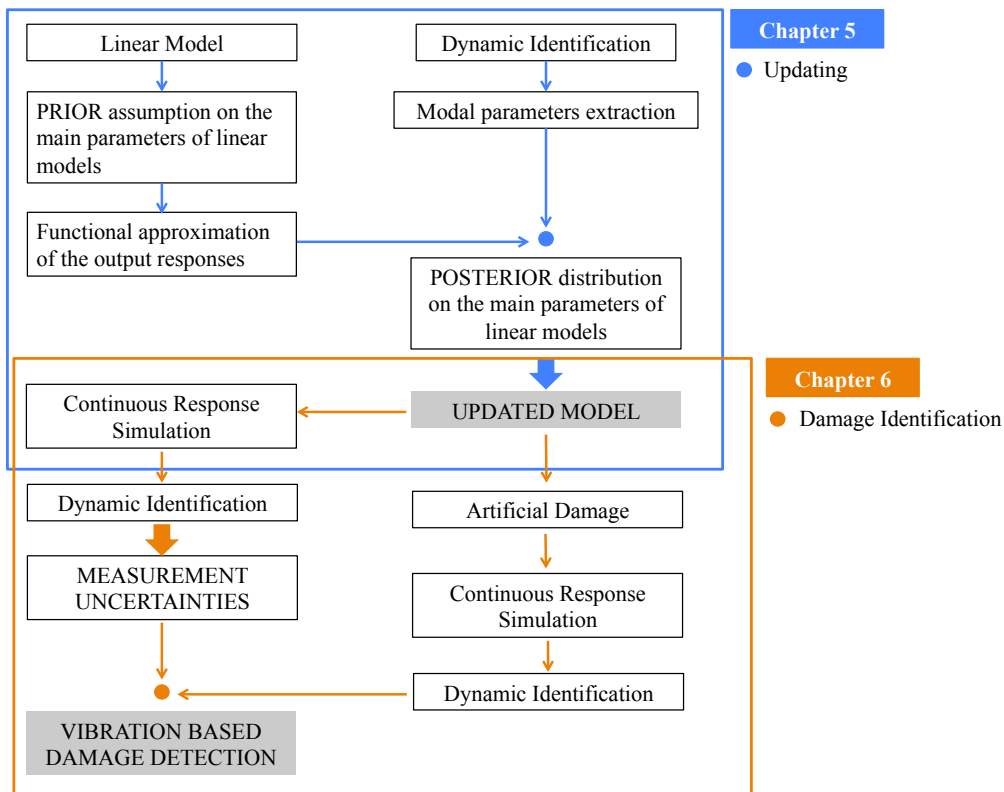 Linear Model
Dynamic Identification
Chapter 5
Updating
PRIOR assumption on the
main parameters of linear
models
Modal parameters extraction
Functional approximation
of the output responses
POSTERIOR distribution
on the main parameters of
linear models
Chapter 6
Damage Identification
Continuous Response
Simulation
UPDATED MODEL
Dynamic Identification
Artificial Damage
MEASUREMENT
UNCERTAINTIES
Continuous Response
Simulation
Dynamic Identification
VIBRATION BASED
DAMAGE DETECTION